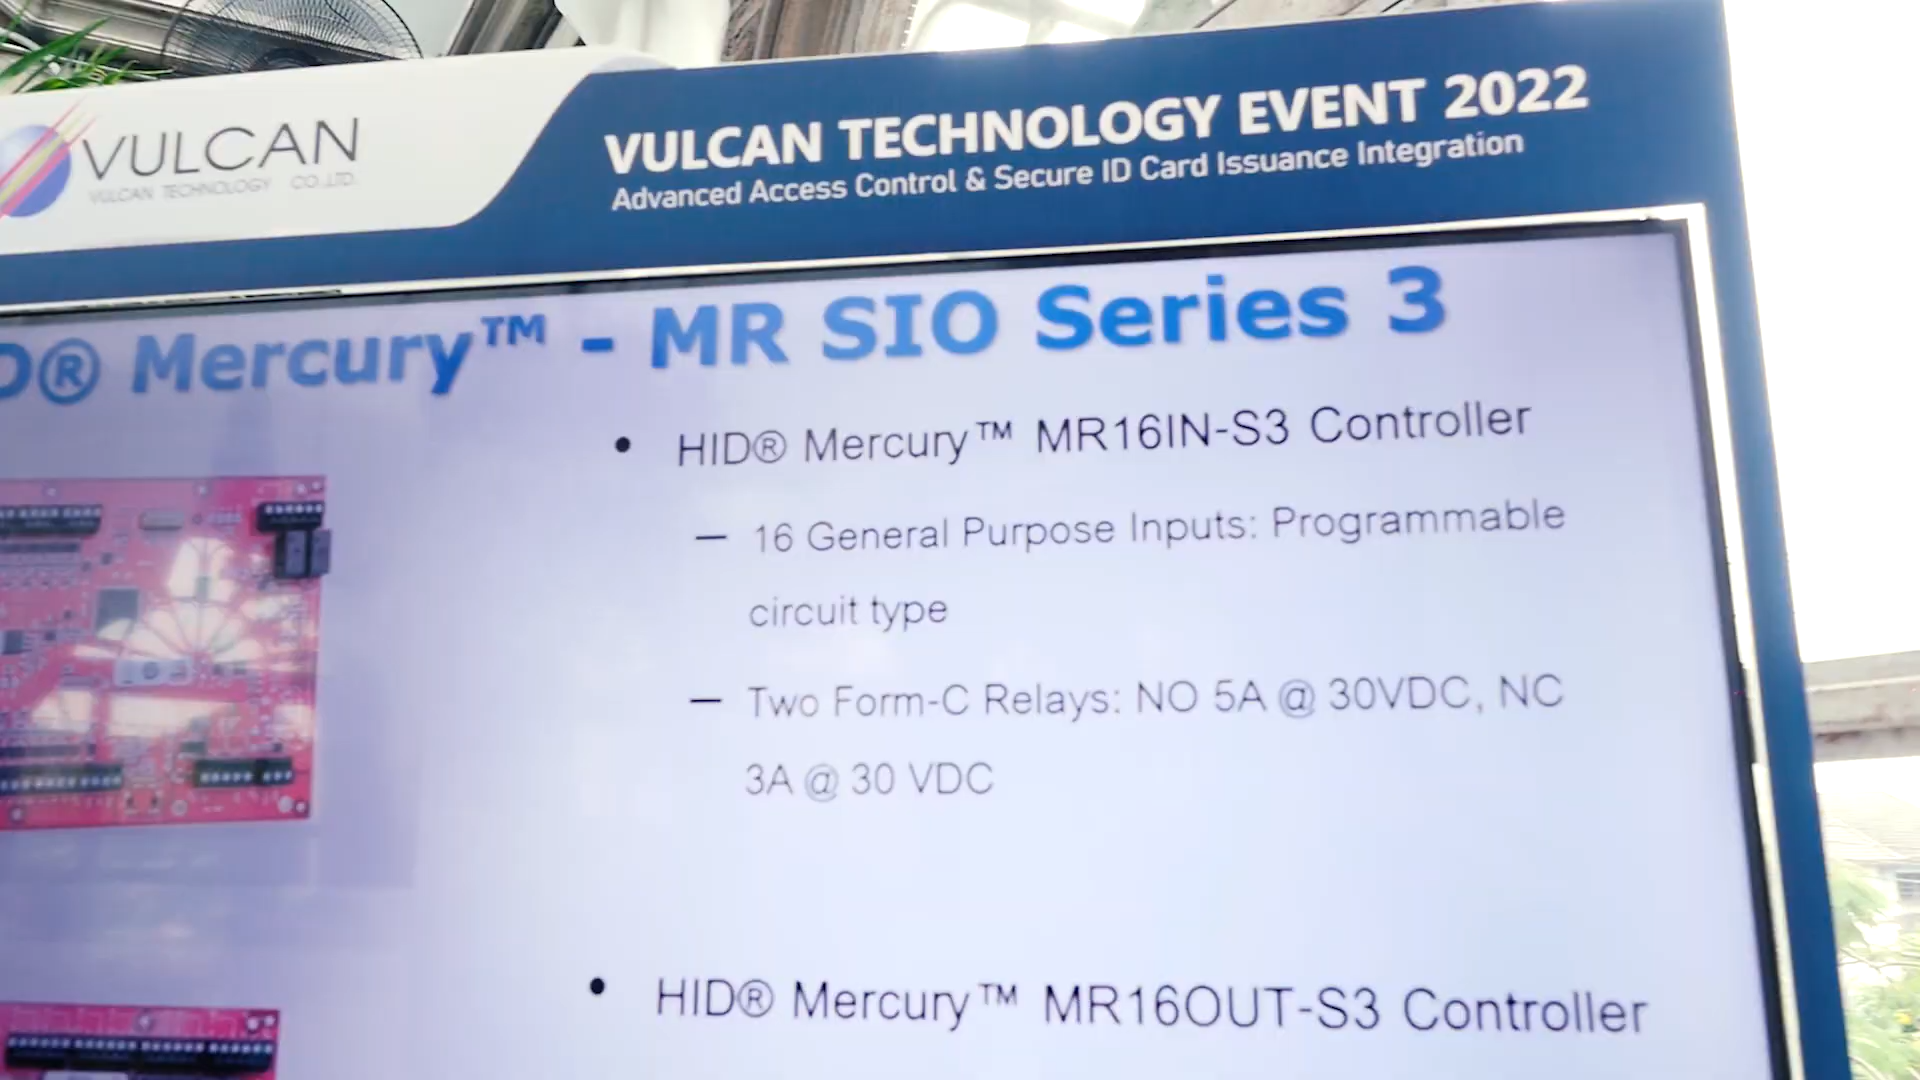 VULCAN
VULCAN TECHNOLOGY CO.,LTD.
VULCAN TECHNOLOGY EVENT 2022
Advanced Access Control & Secure ID Card Issuance Integration
D® Mercury™ - MR SIO Series 3
• HID® Mercury™ MR16IN-S3 Controller
– 16 General Purpose Inputs: Programmable
circuit type
– Two Form-C Relays: NO 5A @ 30VDC, NC
3A @ 30 VDC
• HID® Mercury™ MR16OUT-S3 Controller